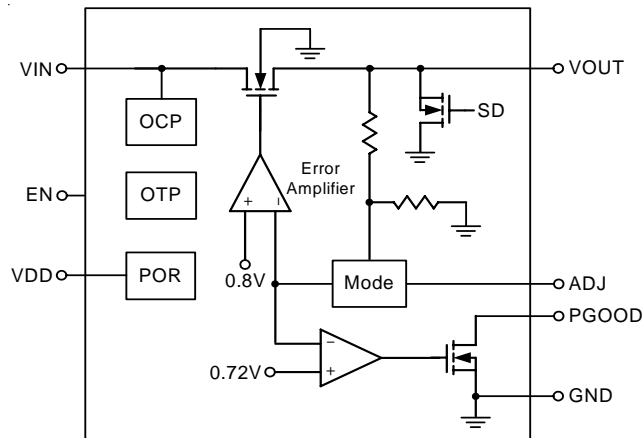 VIN
VOUT
OCP
SD
Error
Amplifier
EN
OTP
+ −
VDD
POR
0.8V
Mode
ADJ
PGOOD
−
0.72V
+
GND